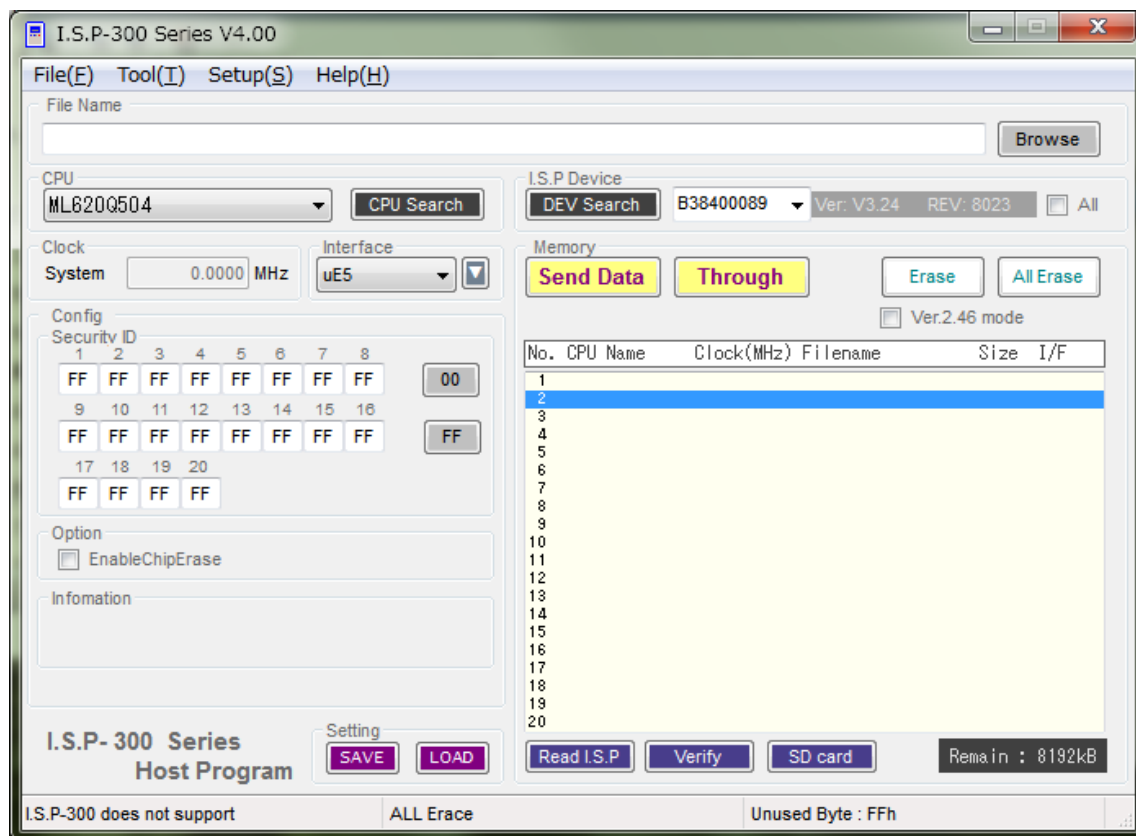 I.S.P-300 Series V4.00
File(F) Tool(T) Setup(S) Help(H)
File Name
Browse
CPU
ML620Q504
CPU Search
I.S.P Device
DEV Search
B38400089
Ver: V3.24 REV: 8023
All
Clock
System 0.0000 MHz
Interface
uE5
Memory
Send Data
Through
Erase
All Erase
Ver.2.46 mode
Config
Security ID
1 2 3 4 5 6 7 8
FF FF FF FF FF FF FF FF
00
9 10 11 12 13 14 15 16
FF FF FF FF FF FF FF FF
FF
17 18 19 20
FF FF FF FF
Option
EnableChipErase
Infomation
No. CPU Name Clock(MHz) Filename Size I/F
1
2
3
4
5
6
7
8
9
10
11
12
13
14
15
16
17
18
19
20
I.S.P- 300 Series
Host Program
Setting
SAVE
LOAD
Read I.S.P
Verify
SD card
Remain : 8192kB
I.S.P-300 does not support
ALL Erace
Unused Byte : FFh